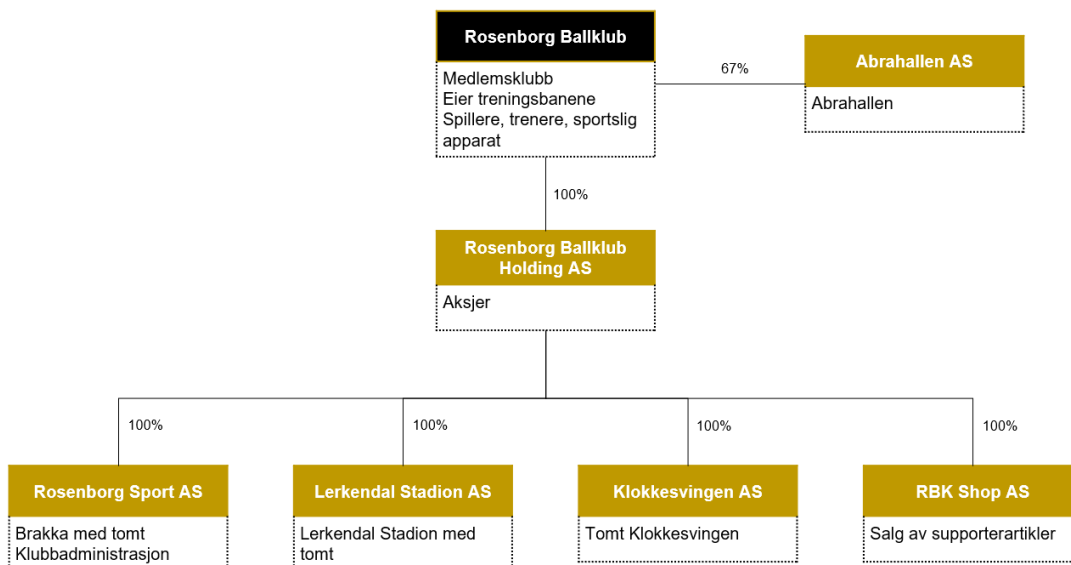 Rosenborg Ballklub
Medlemsklubb
Eier treningsbanene
Spillere, trenere, sportslig
apparat
67%
Abrahallen AS
Abrahallen
100%
Rosenborg Ballklub
Holding AS
Aksjer
100%
100%
100%
100%
Rosenborg Sport AS
Brakka med tomt
Klubbadministrasjon
Lerkendal Stadion AS
Lerkendal Stadion med
tomt
Klokkesvingen AS
Tomt Klokkesvingen
RBK Shop AS
Salg av supporterartikler